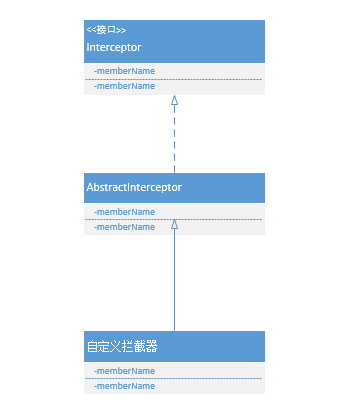 <<接口>>
Interceptor
-memberName
-memberName
AbstractInterceptor
-memberName
-memberName
自定义拦截器
-memberName
-memberName